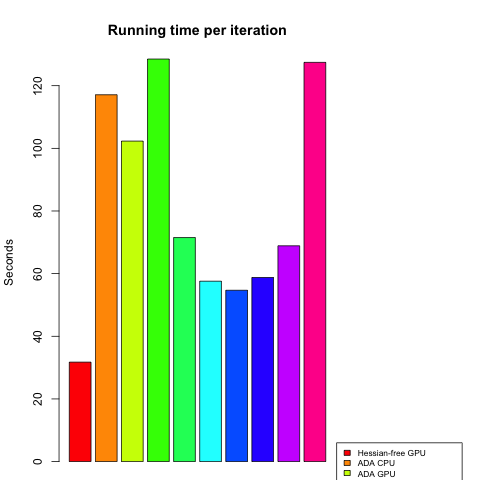 Running time per iteration
120
100
80
60
40
20
0
Seconds
Hessian-free GPU
ADA CPU
ADA GPU